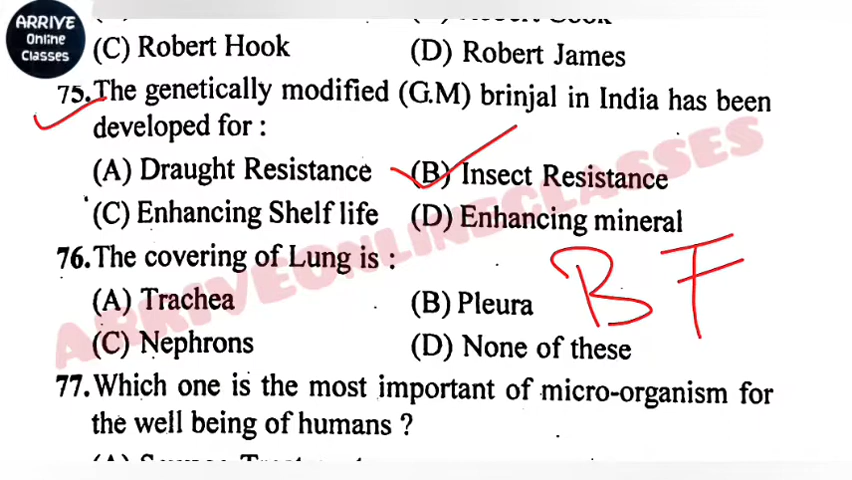 ARRIVE
Online
Classes
(C) Robert Hook (D) Robert James
75. The genetically modified (G.M) brinjal in India has been
developed for :
(A) Draught Resistance (B) Insect Resistance
(C) Enhancing Shelf life (D) Enhancing mineral
76. The covering of Lung is :
(A) Trachea (B) Pleura
(C) Nephrons (D) None of these
77. Which one is the most important of micro-organism for
the well being of humans ?
ARRIVEONLINECLASSES